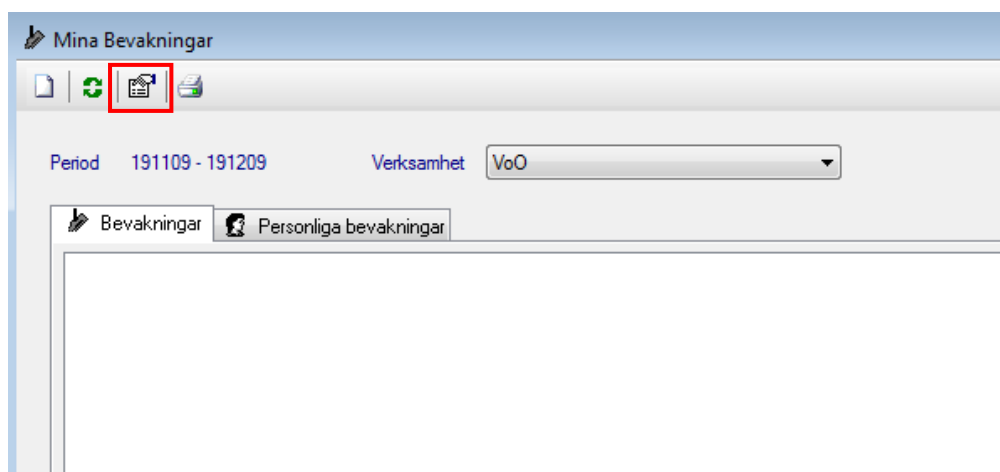 Mina Bevakningar
Period 191109 - 191209 Verksamhet VoO
Bevakningar Personliga bevakningar